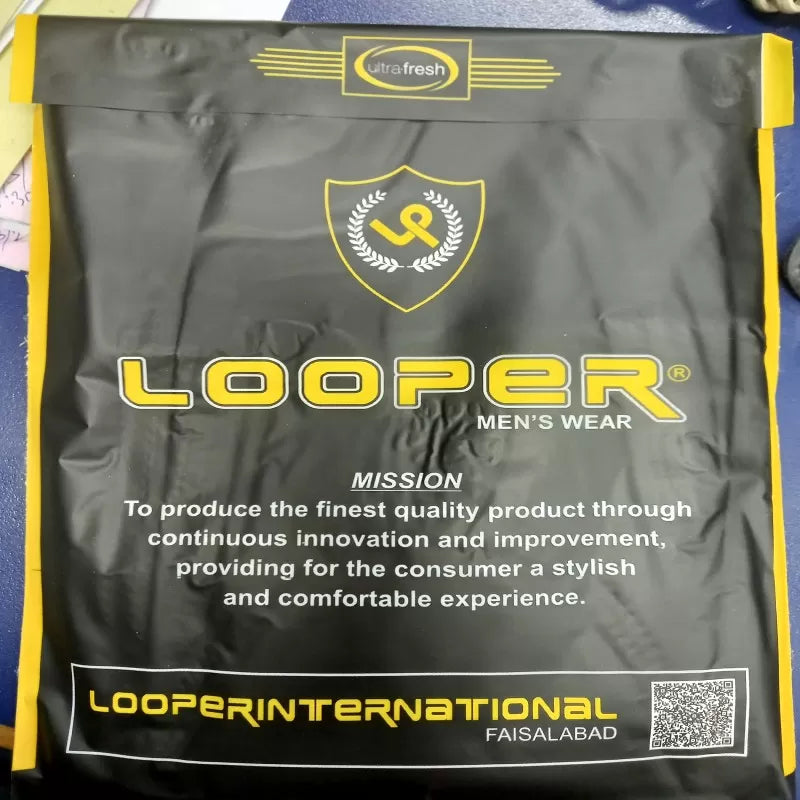 ultra-fresh
LOOPER®
MEN'S WEAR
MISSION
To produce the finest quality product through
continuous innovation and improvement,
providing for the consumer a stylish
and comfortable experience.
LOOPERINTERNATIONAL
FAISALABAD